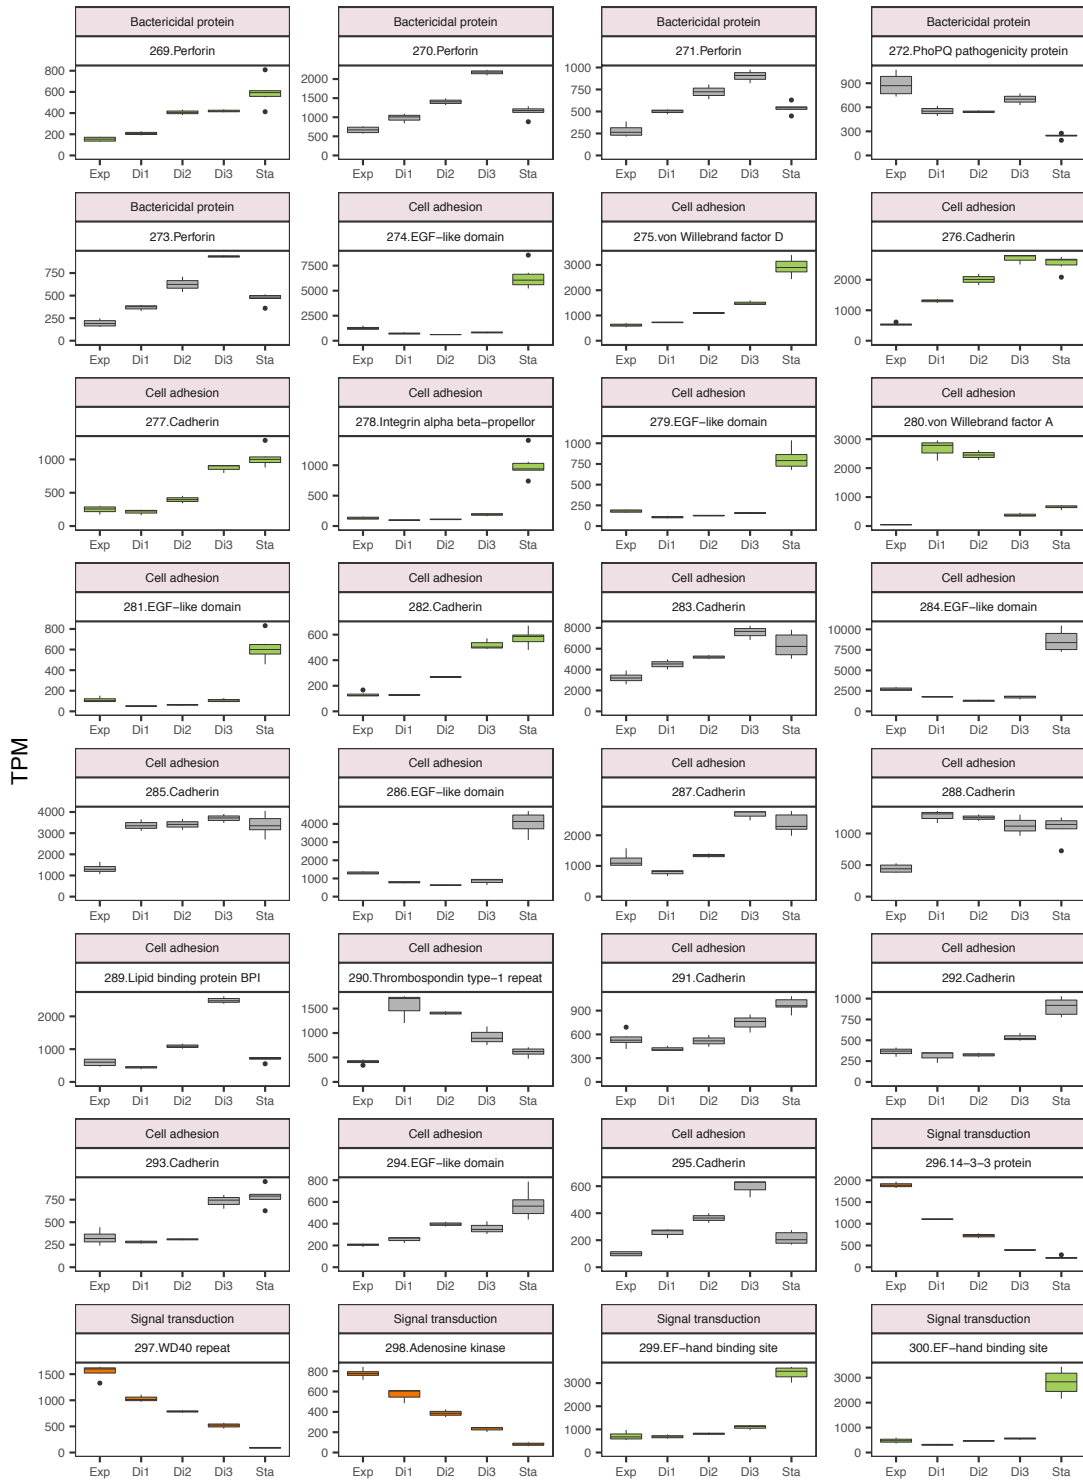 Bactericidal protein Bactericidal protein Bactericidal protein Bactericidal protein
269.Perforin 270.Perforin 271.Perforin 272.PhoPQ pathogenicity protein
800 600 400 200 0 2000 1500 1000 500 0 1000 750 500 250 0 900 600 300 0
Exp Di1 Di2 Di3 Sta Exp Di1 Di2 Di3 Sta Exp Di1 Di2 Di3 Sta Exp Di1 Di2 Di3 Sta
Bactericidal protein Cell adhesion Cell adhesion Cell adhesion
273.Perforin 274.EGF-like domain 275.von Willebrand factor D 276.Cadherin
750 500 250 0 7500 5000 2500 0 3000 2000 1000 0 2000 1000 0
Exp Di1 Di2 Di3 Sta Exp Di1 Di2 Di3 Sta Exp Di1 Di2 Di3 Sta Exp Di1 Di2 Di3 Sta
Cell adhesion Cell adhesion Cell adhesion Cell adhesion
277.Cadherin 278.Integrin alpha beta-propellor 279.EGF-like domain 280.von Willebrand factor A
1000 500 0 1000 500 0 1000 750 500 250 0 3000 2000 1000 0
Exp Di1 Di2 Di3 Sta Exp Di1 Di2 Di3 Sta Exp Di1 Di2 Di3 Sta Exp Di1 Di2 Di3 Sta
Cell adhesion Cell adhesion Cell adhesion Cell adhesion
281.EGF-like domain 282.Cadherin 283.Cadherin 284.EGF-like domain
800 600 400 200 0 600 400 200 0 8000 6000 4000 2000 0 10000 7500 5000 2500 0
Exp Di1 Di2 Di3 Sta Exp Di1 Di2 Di3 Sta Exp Di1 Di2 Di3 Sta Exp Di1 Di2 Di3 Sta
TPM
Cell adhesion Cell adhesion Cell adhesion Cell adhesion
285.Cadherin 286.EGF-like domain 287.Cadherin 288.Cadherin
4000 3000 2000 1000 0 4000 3000 2000 1000 0 2000 1000 0 1000 500 0
Exp Di1 Di2 Di3 Sta Exp Di1 Di2 Di3 Sta Exp Di1 Di2 Di3 Sta Exp Di1 Di2 Di3 Sta
Cell adhesion Cell adhesion Cell adhesion Cell adhesion
289.Lipid binding protein BPI 290.Thrombospondin type-1 repeat 291.Cadherin 292.Cadherin
2000 1000 0 1500 1000 500 0 900 600 300 0 1000 750 500 250 0
Exp Di1 Di2 Di3 Sta Exp Di1 Di2 Di3 Sta Exp Di1 Di2 Di3 Sta Exp Di1 Di2 Di3 Sta
Cell adhesion Cell adhesion Cell adhesion Signal transduction
293.Cadherin 294.EGF-like domain 295.Cadherin 296.14-3-3 protein
750 500 250 0 800 600 400 200 0 600 400 200 0 2000 1500 1000 500 0
Exp Di1 Di2 Di3 Sta Exp Di1 Di2 Di3 Sta Exp Di1 Di2 Di3 Sta Exp Di1 Di2 Di3 Sta
Signal transduction Signal transduction Signal transduction Signal transduction
297.WD40 repeat 298.Adenosine kinase 299.EF-hand binding site 300.EF-hand binding site
1500 1000 500 0 800 600 400 200 0 3000 2000 1000 0 3000 2000 1000 0
Exp Di1 Di2 Di3 Sta Exp Di1 Di2 Di3 Sta Exp Di1 Di2 Di3 Sta Exp Di1 Di2 Di3 Sta